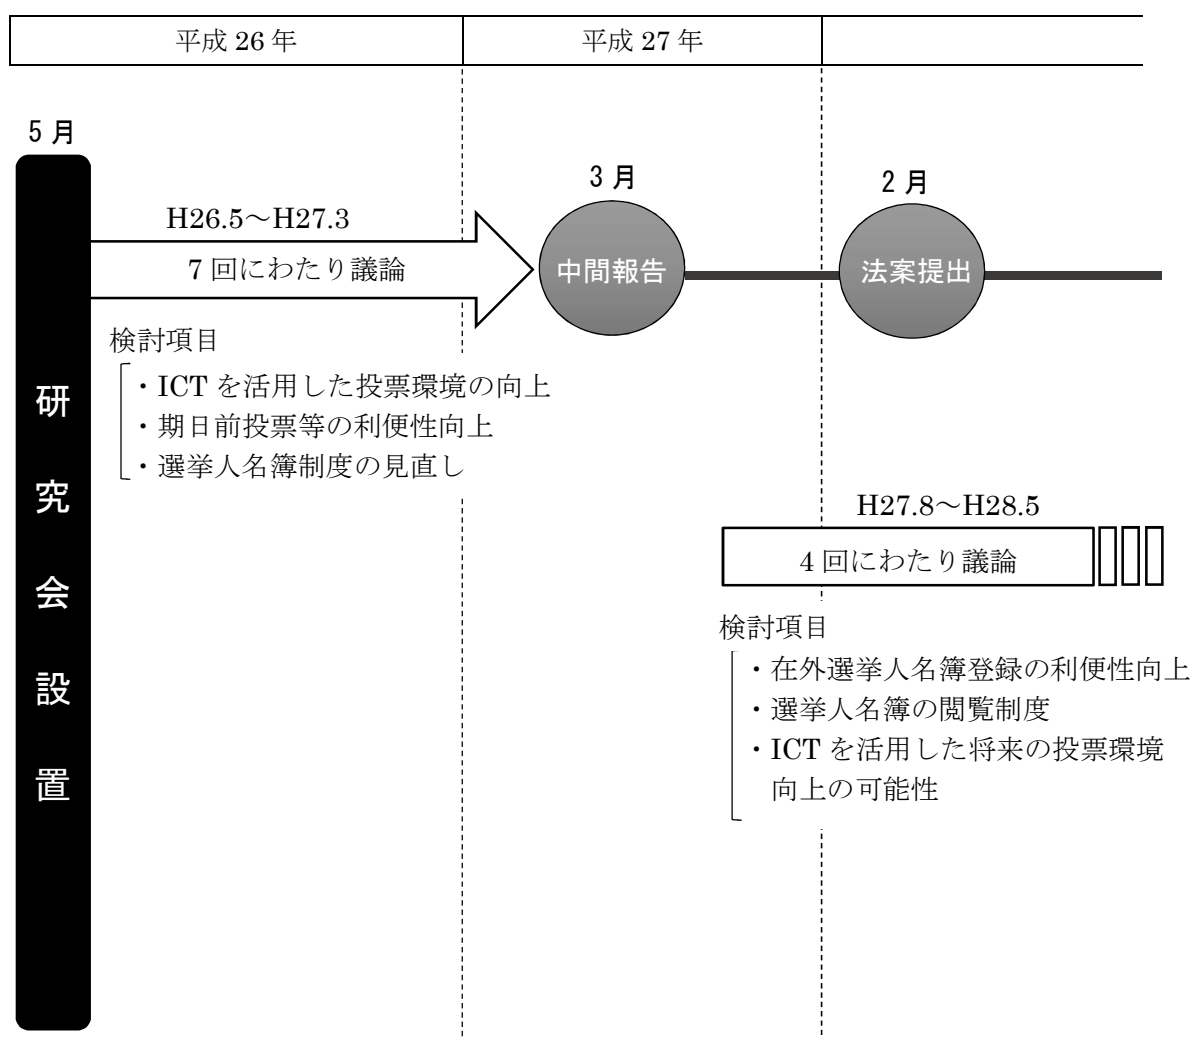 平成 26 年
平成 27 年
5 月
研究会設置
H26.5～H27.3
7 回にわたり議論
3 月
中間報告
2 月
法案提出
検討項目
・ICT を活用した投票環境の向上
・期日前投票等の利便性向上
・選挙人名簿制度の見直し
H27.8～H28.5
4 回にわたり議論
検討項目
・在外選挙人名簿登録の利便性向上
・選挙人名簿の閲覧制度
・ICT を活用した将来の投票環境
向上の可能性